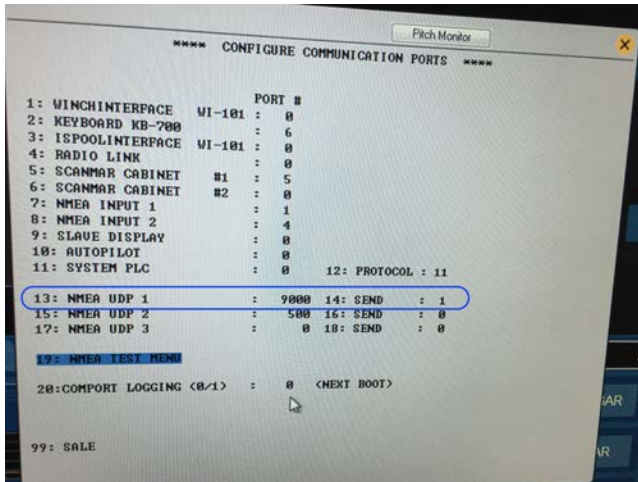 Pitch Monitor
**** CONFIGURE COMMUNICATION PORTS ****
PORT #
1: WINCHINTERFACE WI-101 : 0
2: KEYBOARD KB-700 : 6
3: ISPOOLINTERFACE WI-101 : 0
4: RADIO LINK : 0
5: SCANMAR CABINET #1 : 5
6: SCANMAR CABINET #2 : 0
7: NMEA INPUT 1 : 1
8: NMEA INPUT 2 : 4
9: SLAVE DISPLAY : 0
10: AUTOPILOT : 0
11: SYSTEM PLC : 0 12: PROTOCOL : 11
13: NMEA UDP 1 : 9000 14: SEND : 1
15: NMEA UDP 2 : 500 16: SEND : 0
17: NMEA UDP 3 : 0 18: SEND : 0
19: NMEA TEST MENU
20:COMPORT LOGGING (0/1) : 0 <NEXT BOOT>
99: SALE